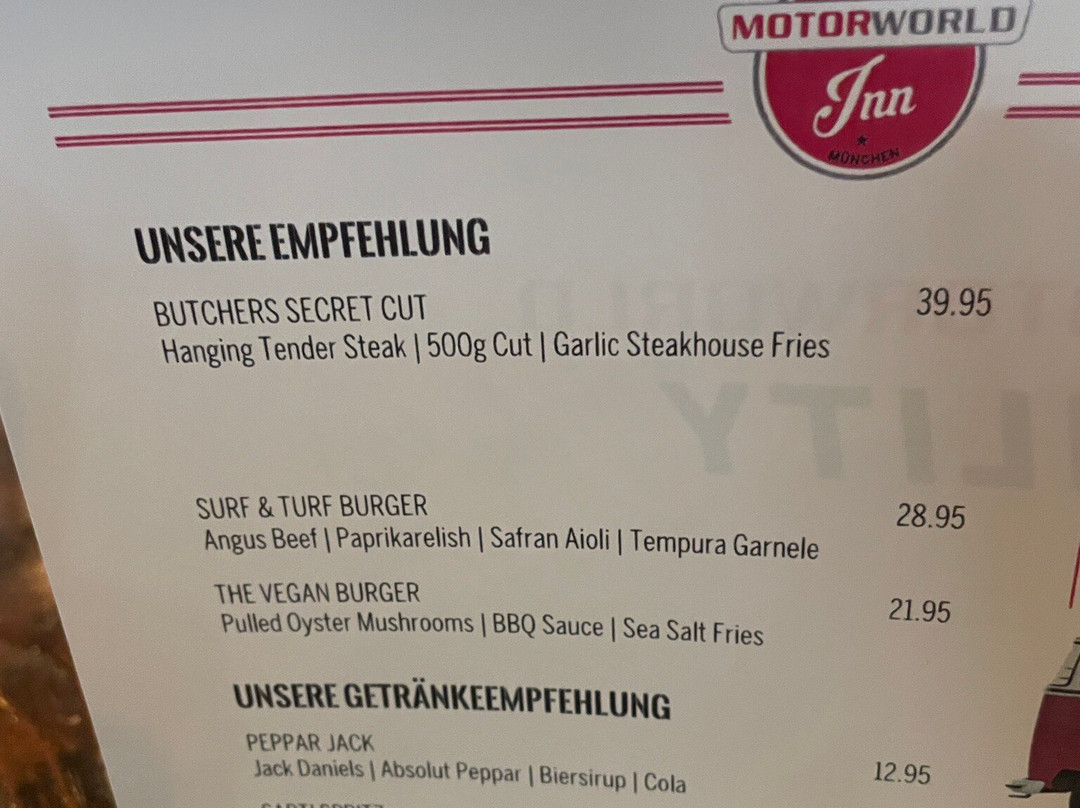 MOTORWORLD
Inn
MÜNCHEN
UNSERE EMPFEHLUNG
BUTCHERS SECRET CUT 39.95
Hanging Tender Steak | 500g Cut | Garlic Steakhouse Fries
SURF & TURF BURGER 28.95
Angus Beef | Paprikarelish | Safran Aioli | Tempura Garnele
THE VEGAN BURGER 21.95
Pulled Oyster Mushrooms | BBQ Sauce | Sea Salt Fries
UNSERE GETRÄNKEEMPFEHLUNG
PEPPAR JACK
Jack Daniels | Absolut Peppar | Biersirup | Cola 12.95